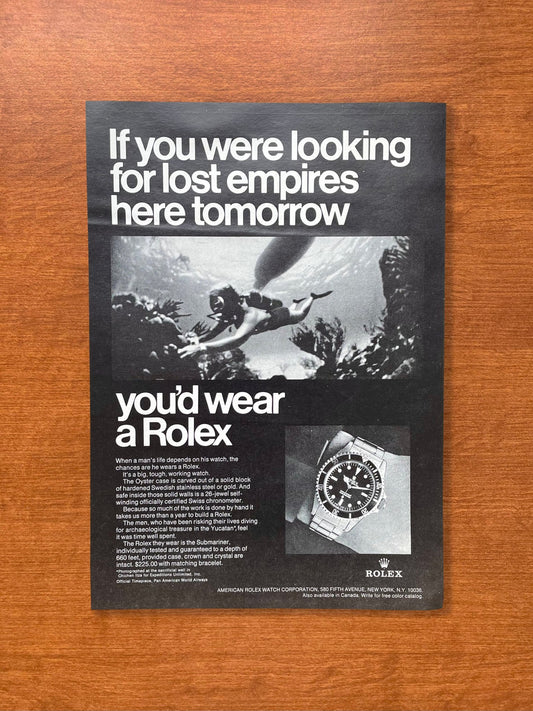 If you were looking
for lost empires
here tomorrow
you'd wear
a Rolex
When a man's life depends on his watch, the
chances are he wears a Rolex.
It's a big, tough, working watch.
The Oyster case is carved out of a solid block
of hardened Swedish stainless steel or gold. And
safe inside those solid walls is a 26-jewel self-
winding officially certified Swiss chronometer.
Because so much of the work is done by hand it
takes us more than a year to build a Rolex.
The men, who have been risking their lives diving
for archaeological treasure in the Yucatan*, feel
it was time well spent.
The Rolex they wear is the Submariner,
individually tested and guaranteed to a depth of
660 feet, provided case, crown and crystal are
intact. $225.00 with matching bracelet.
*Photographed at the sacrificial well in
Chichen Itza for Expeditions Unlimited, Inc.
Official Timepiece, Pan American World Airways
ROLEX
AMERICAN ROLEX WATCH CORPORATION, 580 FIFTH AVENUE, NEW YORK, N.Y. 10036.
Also available in Canada. Write for free color catalog.